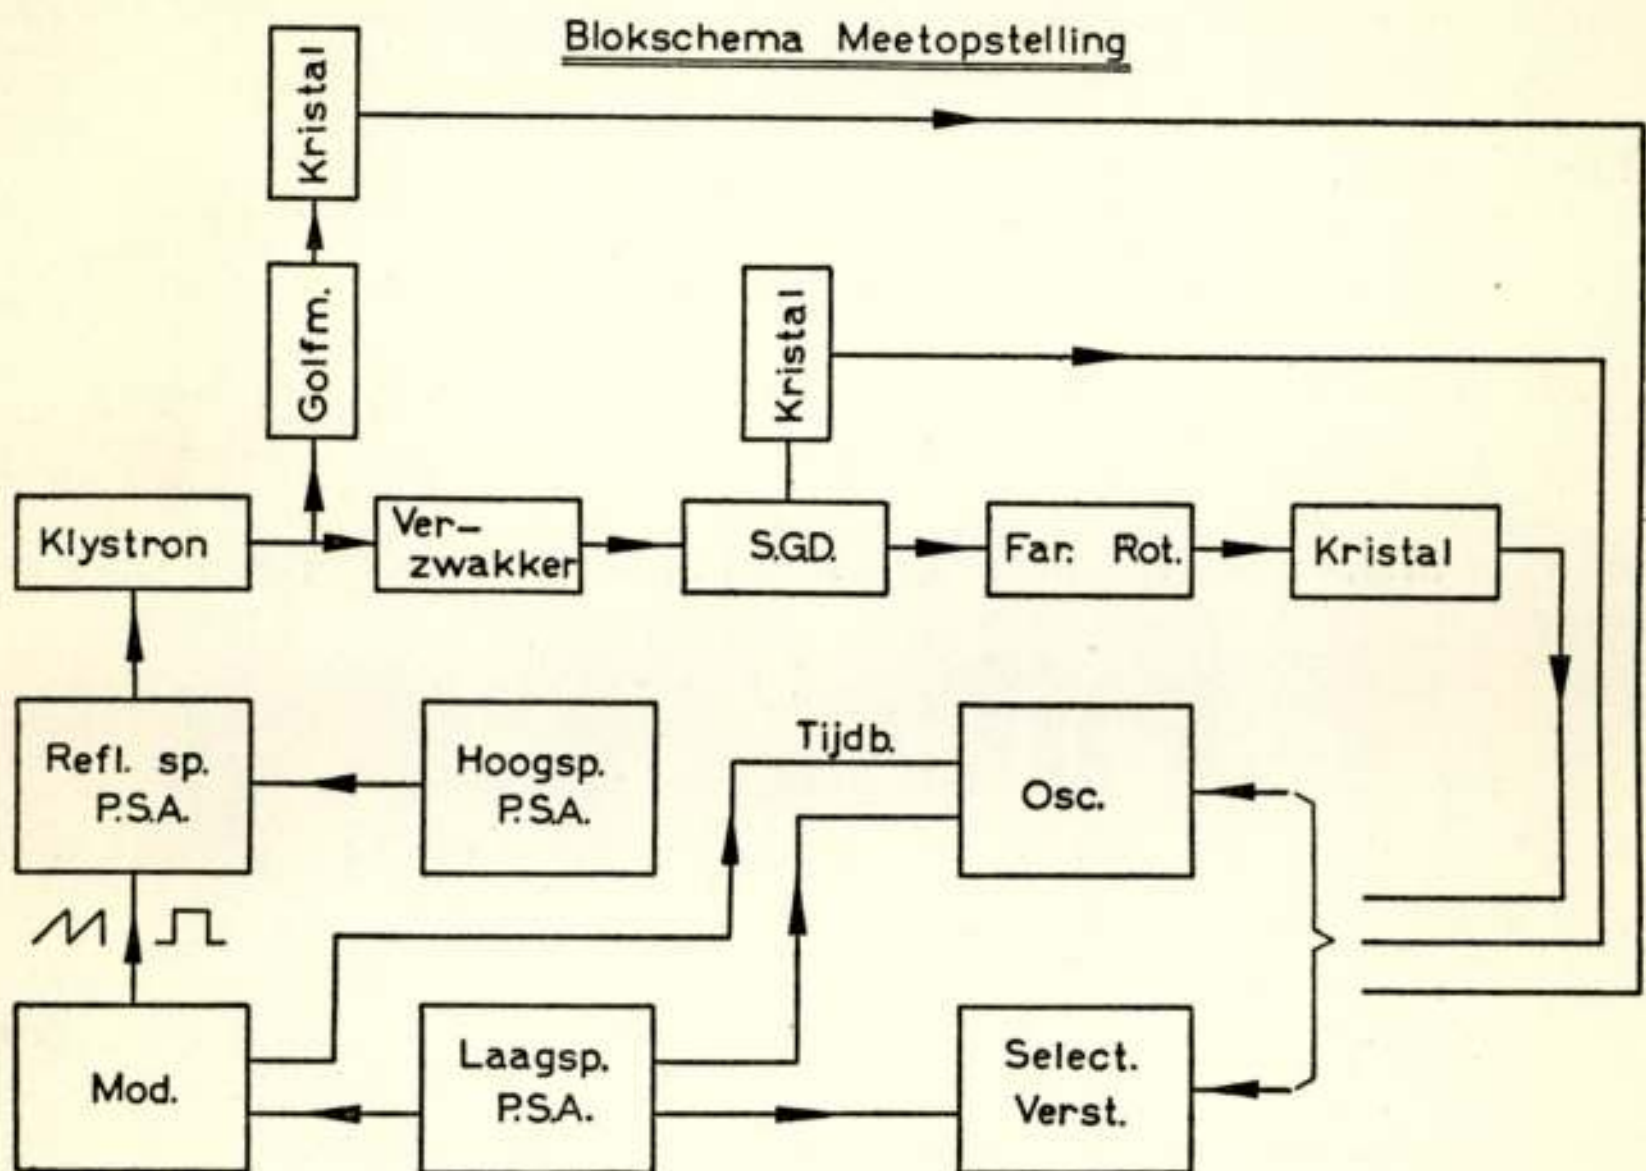 Blokschema Meetopstelling
Kristal
Golfm.
Kristal
Klystron
Ver-
zwakker
S.G.D.
Far. Rot.
Kristal
Refl. sp.
P.S.A.
Hoogsp.
P.S.A.
Tijdb.
Osc.
Mod.
Laagsp.
P.S.A.
Select.
Verst.